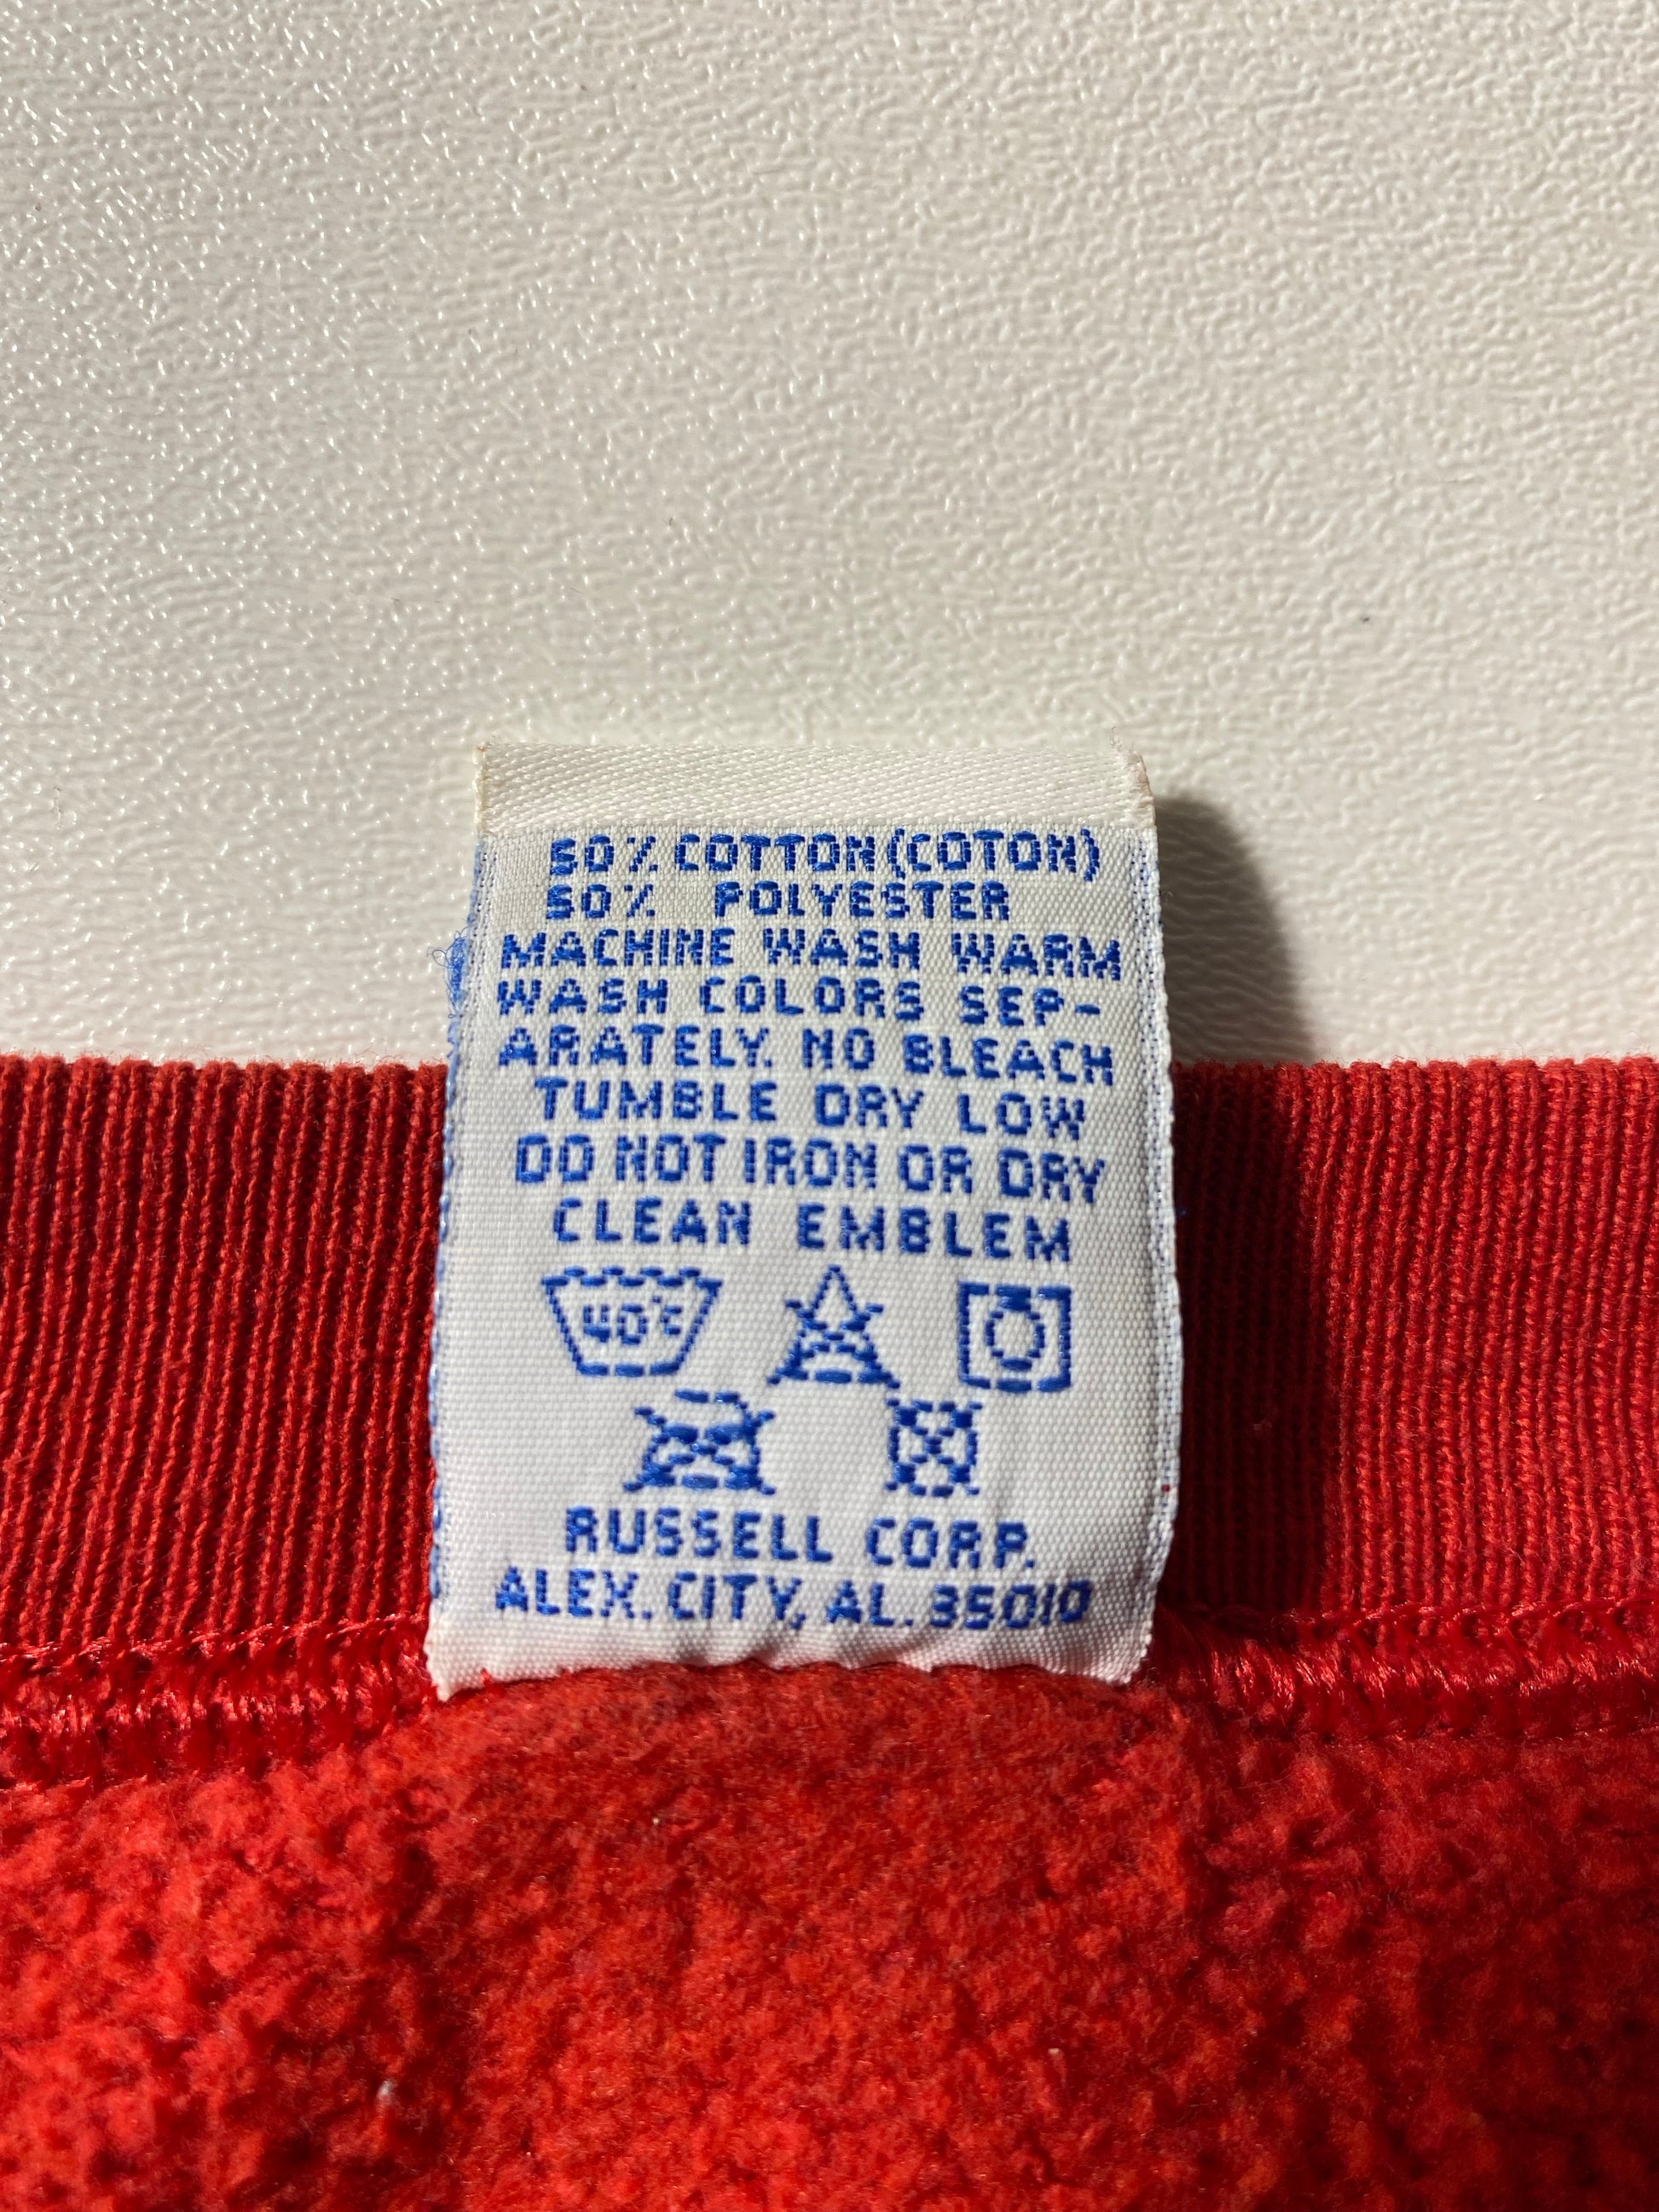 50% COTTON(COTON)
50% POLYESTER
MACHINE WASH WARM
WASH COLORS SEP-
ARATELY. NO BLEACH
TUMBLE DRY LOW
DO NOT IRON OR DRY
CLEAN EMBLEM
40°C
RUSSELL CORP.
ALEX. CITY, AL. 35010